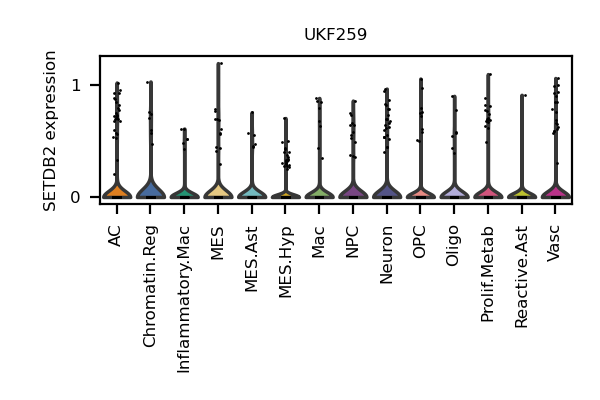 UKF259
SETDB2 expression
1
0
AC
Chromatin.Reg
Inflammatory.Mac
MES
MES.Ast
MES.Hyp
Mac
NPC
Neuron
OPC
Oligo
Prolif.Metab
Reactive.Ast
Vasc